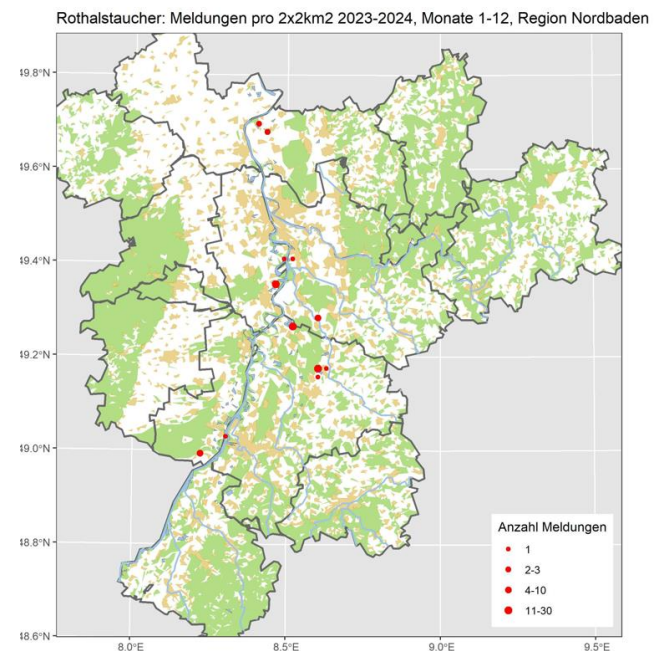 Rothalstaucher: Meldungen pro 2x2km2 2023-2024, Monate 1-12, Region Nordbaden
49.8°N
49.6°N
49.4°N
49.2°N
49.0°N
48.8°N
48.6°N
8.0°E 8.5°E 9.0°E 9.5°E
Anzahl Meldungen
1
2-3
4-10
11-30